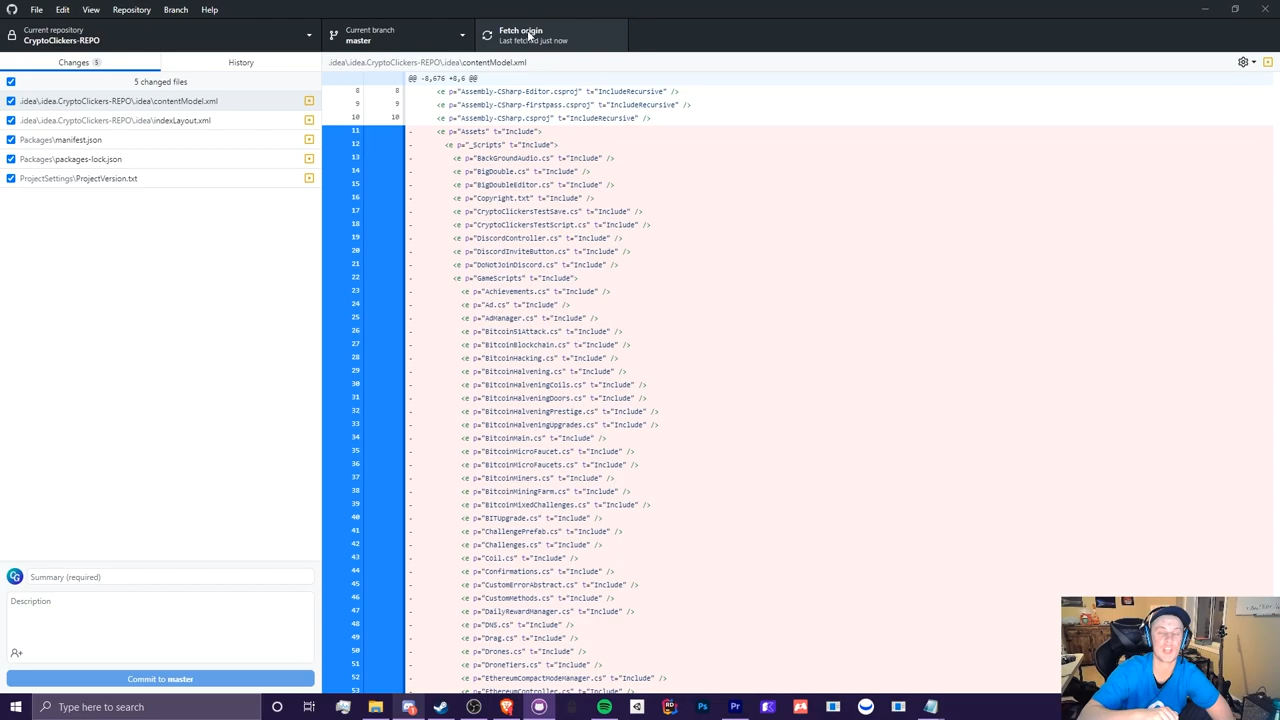 File Edit View Repository Branch Help
Current repository
CryptoClickers-REPO
Current branch
master
Fetch origin
Last fetched just now
Changes 5
History
.idea\.idea.CryptoClickers-REPO\idea\contentModel.xml
5 changed files
.idea\.idea.CryptoClickers-REPO\idea\contentModel.xml
.idea\.idea.CryptoClickers-REPO\idea\indexLayout.xml
Packages\manifest.json
Packages\packages-lock.json
ProjectSettings\ProjectVersion.txt
@@ -8,676 +8,6 @@
8 8 <e p="Assembly-CSharp-Editor.csproj" t="IncludeRecursive" />
9 9 <e p="Assembly-CSharp-firstpass.csproj" t="IncludeRecursive" />
10 10 <e p="Assembly-CSharp.csproj" t="IncludeRecursive" />
11 - <e p="Assets" t="Include">
12 - <e p="_Scripts" t="Include">
13 - <e p="BackGroundAudio.cs" t="Include" />
14 - <e p="BigDouble.cs" t="Include" />
15 - <e p="BigDoubleEditor.cs" t="Include" />
16 - <e p="Copyright.txt" t="Include" />
17 - <e p="CryptoClickersTestSave.cs" t="Include" />
18 - <e p="CryptoClickersTestScript.cs" t="Include" />
19 - <e p="DiscordController.cs" t="Include" />
20 - <e p="DiscordInviteButton.cs" t="Include" />
21 - <e p="DoNotJoinDiscord.cs" t="Include" />
22 - <e p="GameScripts" t="Include">
23 - <e p="Achievements.cs" t="Include" />
24 - <e p="Ad.cs" t="Include" />
25 - <e p="AdManager.cs" t="Include" />
26 - <e p="Bitcoin51Attack.cs" t="Include" />
27 - <e p="BitcoinBlockchain.cs" t="Include" />
28 - <e p="BitcoinHacking.cs" t="Include" />
29 - <e p="BitcoinHalvening.cs" t="Include" />
30 - <e p="BitcoinHalveningCoils.cs" t="Include" />
31 - <e p="BitcoinHalveningDoors.cs" t="Include" />
32 - <e p="BitcoinHalveningPrestige.cs" t="Include" />
33 - <e p="BitcoinHalveningUpgrades.cs" t="Include" />
34 - <e p="BitcoinMain.cs" t="Include" />
35 - <e p="BitcoinMicroFaucet.cs" t="Include" />
36 - <e p="BitcoinMicroFaucets.cs" t="Include" />
37 - <e p="BitcoinMiners.cs" t="Include" />
38 - <e p="BitcoinMiningFarm.cs" t="Include" />
39 - <e p="BitcoinMixedChallenges.cs" t="Include" />
40 - <e p="BITUpgrade.cs" t="Include" />
41 - <e p="ChallengePrefab.cs" t="Include" />
42 - <e p="Challenges.cs" t="Include" />
43 - <e p="Coil.cs" t="Include" />
44 - <e p="Confirmations.cs" t="Include" />
45 - <e p="CustomErrorAbstract.cs" t="Include" />
46 - <e p="CustomMethods.cs" t="Include" />
47 - <e p="DailyRewardManager.cs" t="Include" />
48 - <e p="DNS.cs" t="Include" />
49 - <e p="Drag.cs" t="Include" />
50 - <e p="Drones.cs" t="Include" />
51 - <e p="DroneTiers.cs" t="Include" />
52 - <e p="EthereumCompactModeManager.cs" t="Include" />
53 - <e p="EthereumController.cs" t="Include" />
Summary (required)
Description
Commit to master
Type here to search